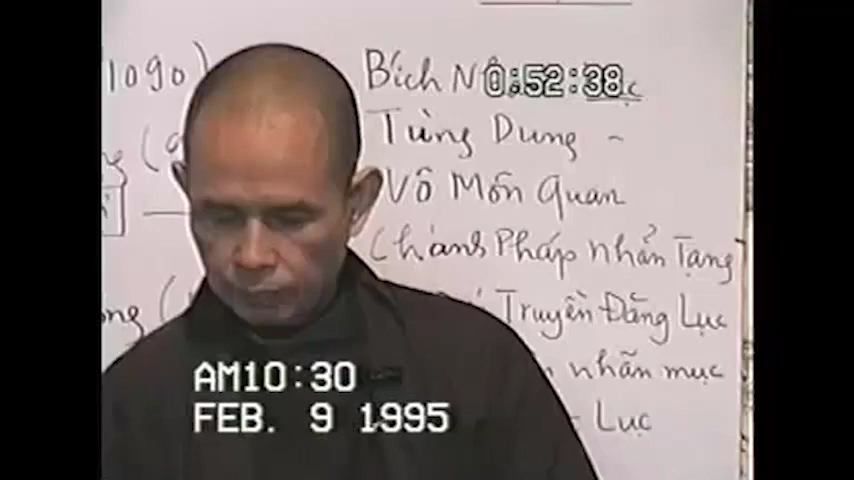 1090)
Bích N
0:52:38
Tùng Dung -
Vô Môn Quan
Chánh Pháp nhãn Tạng
Truyền Đăng Lục
nhãn mục
Lục
AM10:30
FEB. 9 1995